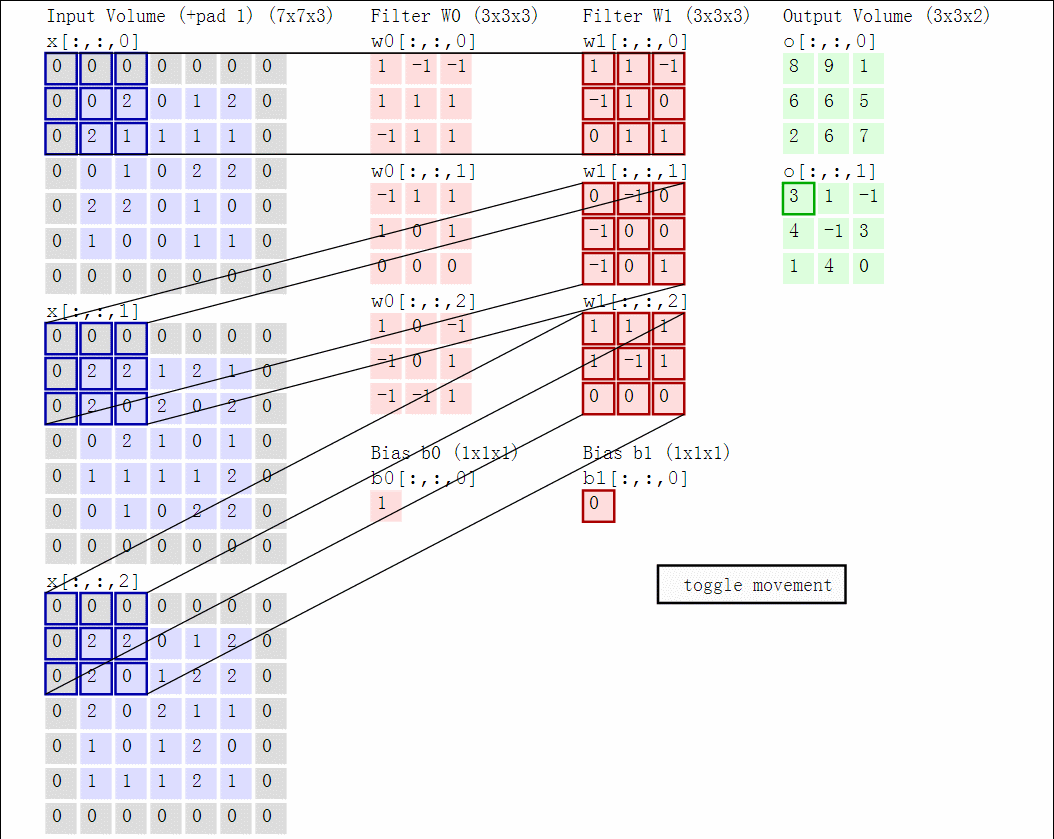 Input Volume (+pad 1) (7x7x3)
x[:,:,0]
0 0 0 0 0 0 0
0 0 2 0 1 2 0
0 2 1 1 1 1 0
0 0 1 0 2 2 0
0 2 2 0 1 0 0
0 1 0 0 1 1 0
0 0 0 0 0 0 0
x[:,:,1]
0 0 0 0 0 0 0
0 2 2 1 2 1 0
0 2 0 2 0 2 0
0 0 2 1 0 1 0
0 1 1 1 1 2 0
0 0 1 0 2 2 0
0 0 0 0 0 0 0
x[:,:,2]
0 0 0 0 0 0 0
0 2 2 0 1 2 0
0 2 0 1 2 2 0
0 2 0 2 1 1 0
0 1 0 1 2 0 0
0 1 1 1 2 1 0
0 0 0 0 0 0 0
Filter W0 (3x3x3)
w0[:,:,0]
1 -1 -1
1 1 1
-1 1 1
w0[:,:,1]
-1 1 1
1 0 1
0 0 0
w0[:,:,2]
1 0 -1
-1 0 1
-1 -1 1
Bias b0 (1x1x1)
b0[:,:,0]
1
Filter W1 (3x3x3)
w1[:,:,0]
1 1 -1
-1 1 0
0 1 1
w1[:,:,1]
0 -1 0
-1 0 0
-1 0 1
w1[:,:,2]
1 1 1
1 -1 1
0 0 0
Bias b1 (1x1x1)
b1[:,:,0]
0
Output Volume (3x3x2)
o[:,:,0]
8 9 1
6 6 5
2 6 7
o[:,:,1]
3 1 -1
4 -1 3
1 4 0
toggle movement